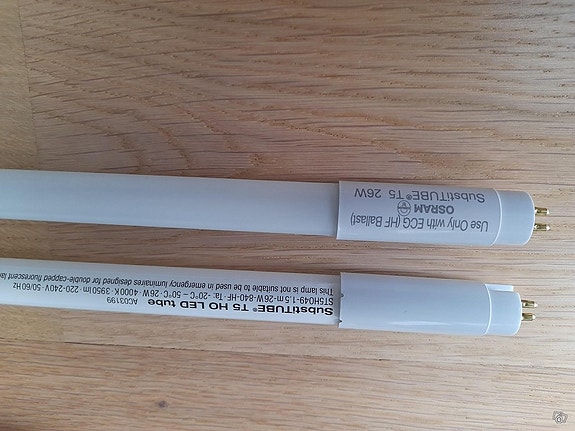 Use Only with ECG (HF Ballast)
OSRAM
SubstiTUBE® T5 26W
SubstiTUBE® T5 HO LED tube
AC03199
ST5HO49-1.5m-26W-840-HF · Ta: -20°C - 50°C · 26W · 4000K · 3950lm · 220-240V · 50/60Hz
This lamp is not suitable to be used in emergency luminaires designed for double-capped fluorescent